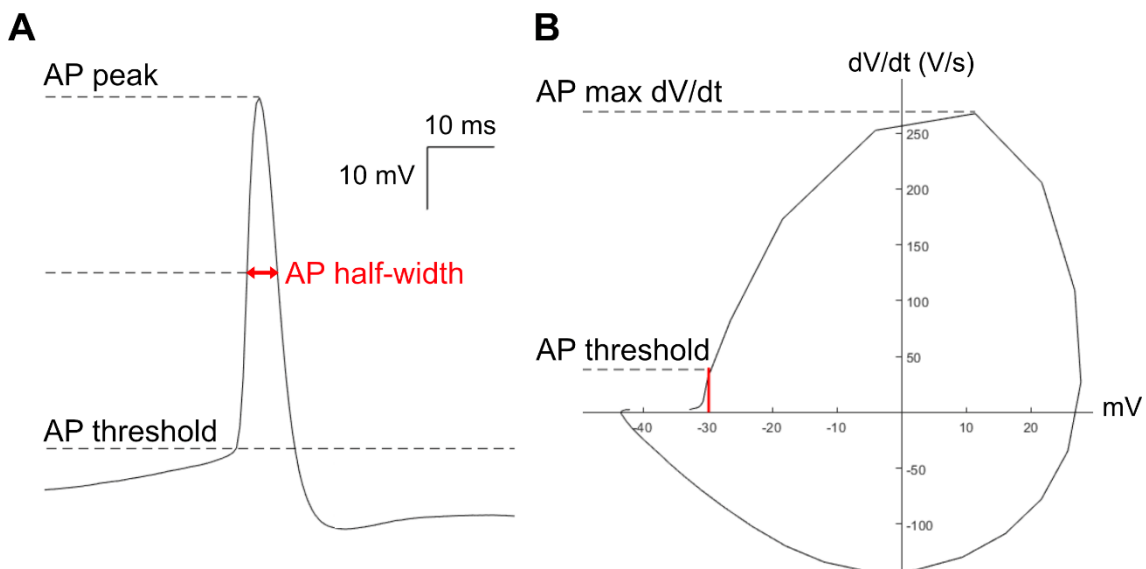 A
AP peak
10 ms
10 mV
AP half-width
AP threshold
B
dV/dt (V/s)
AP max dV/dt
250
200
150
100
AP threshold
50
mV
-40
-30
-20
-10
10
20
-50
-100